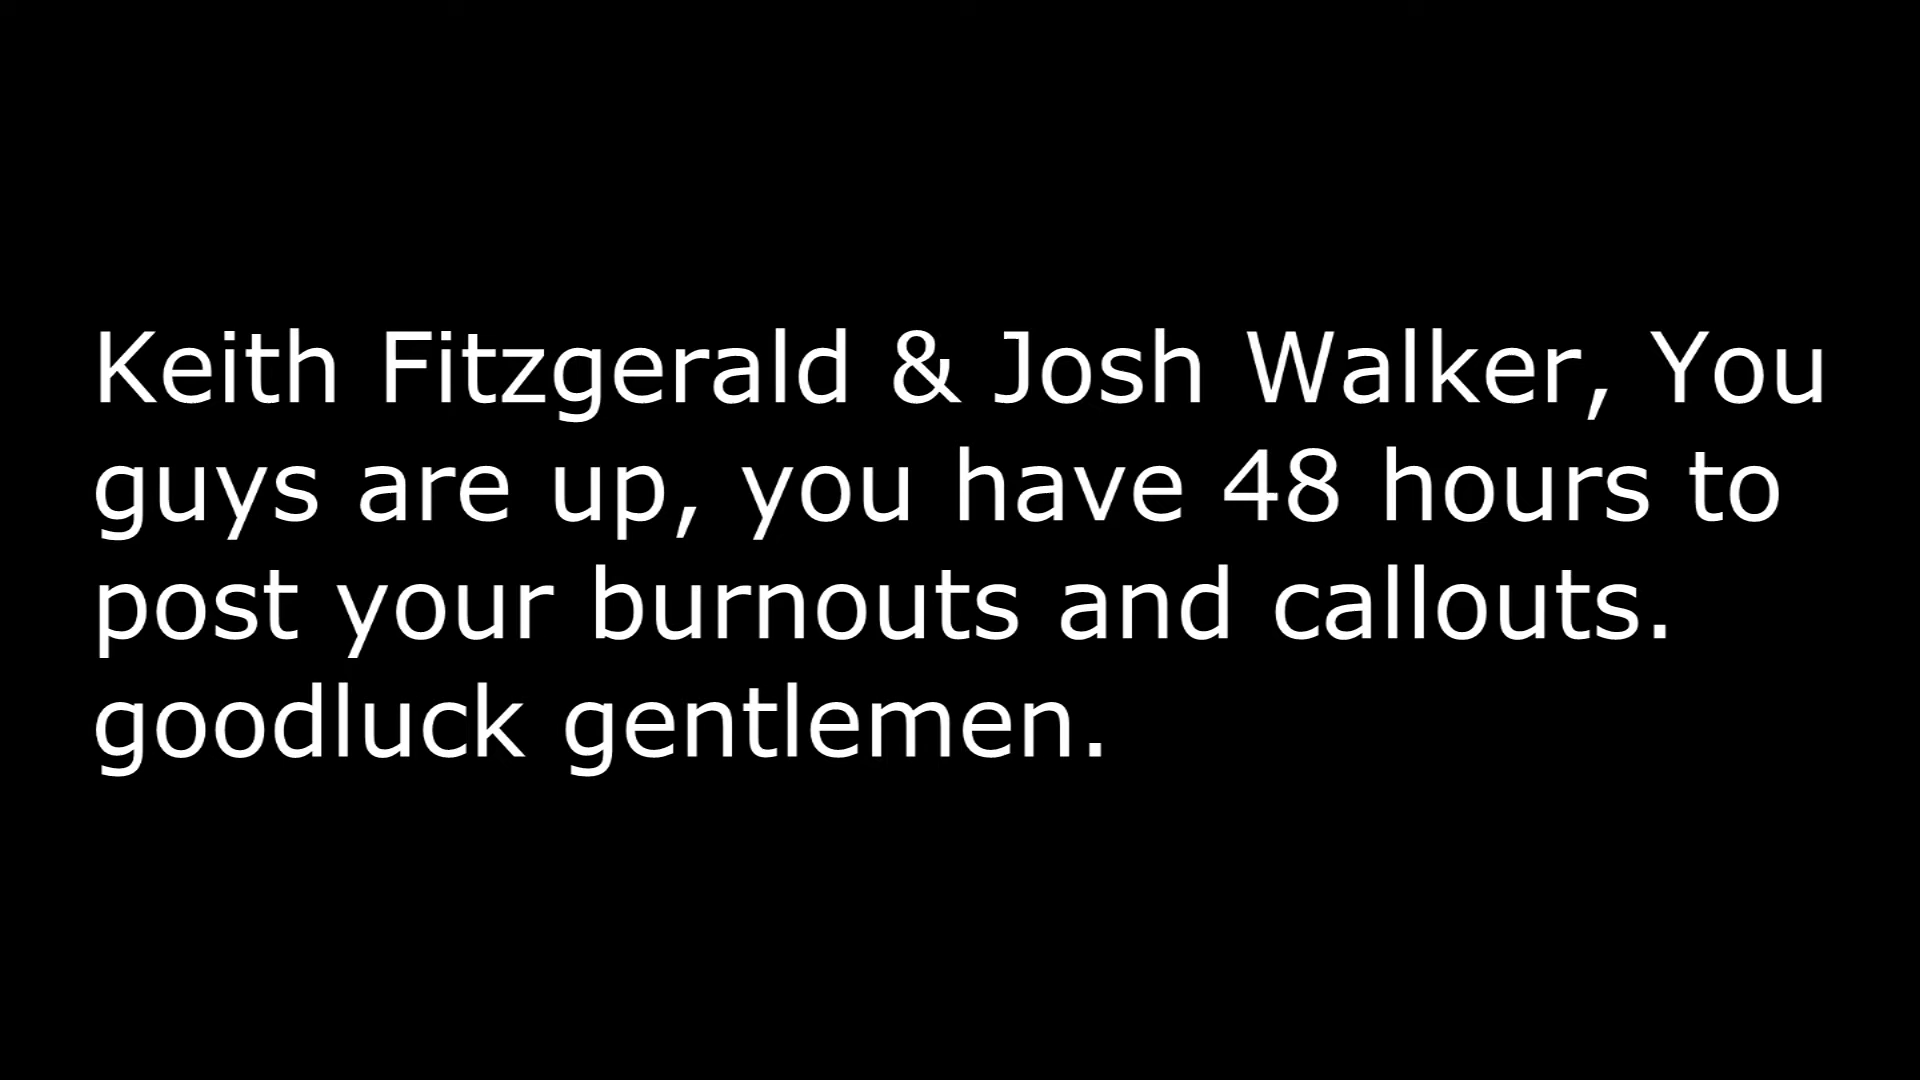 Keith Fitzgerald & Josh Walker, You
guys are up, you have 48 hours to
post your burnouts and callouts.
goodluck gentlemen.